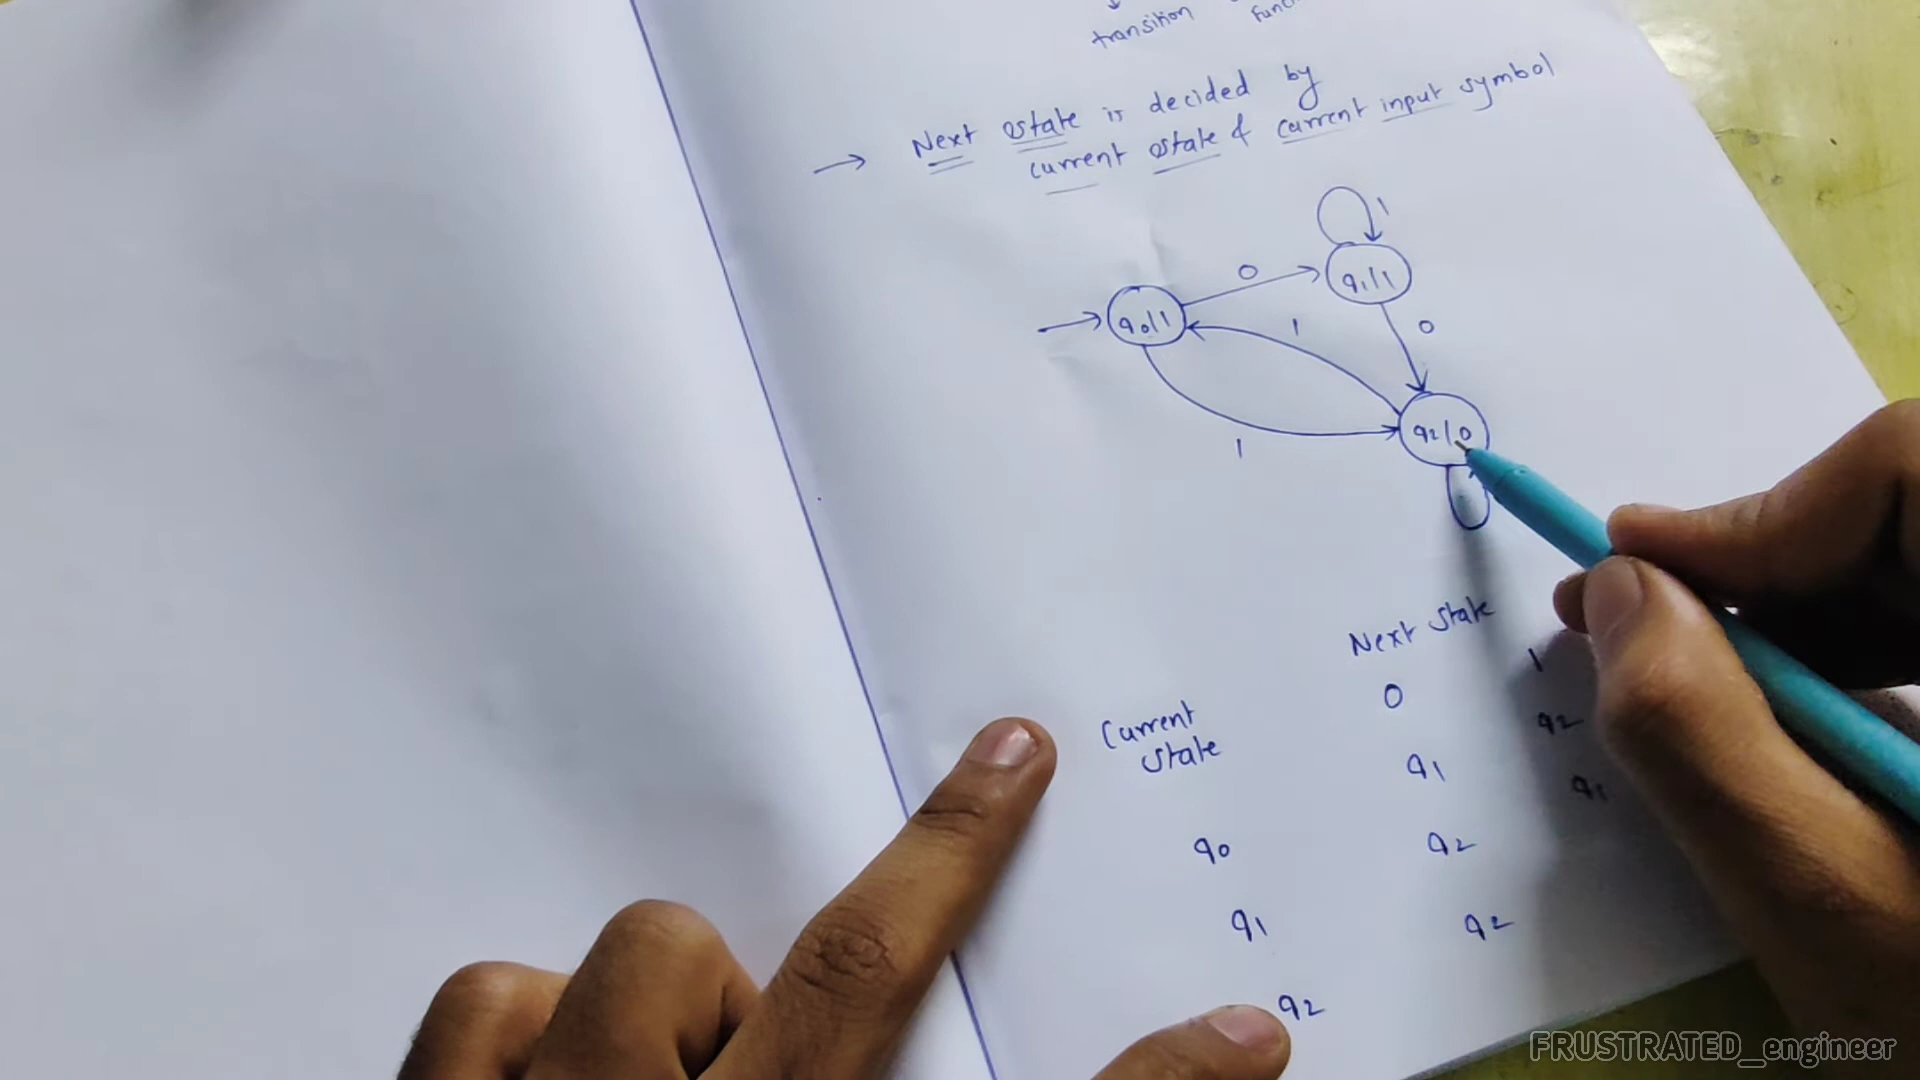 transition
→ Next state is decided by
current state & current input symbol
1
q1/1
0
q0/1
1
0
q2/0
1
Next state
0 1
Current
state
q1 q2
q0 q2 q1
q1 q2
q2
FRUSTRATED_engineer